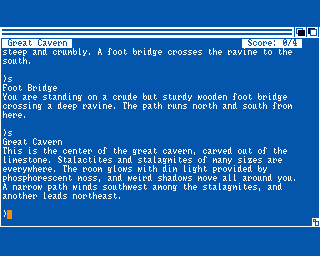 Great Cavern Score: 0/4
steep and crumbly. A foot bridge crosses the ravine to the
south.
)s
Foot Bridge
You are standing on a crude but sturdy wooden foot bridge
crossing a deep ravine. The path runs north and south from
here.
)s
Great Cavern
This is the center of the great cavern, carved out of the
limestone. Stalactites and stalagmites of many sizes are
everywhere. The room glows with dim light provided by
phosphorescent moss, and weird shadows move all around you.
A narrow path winds southwest among the stalagmites, and
another leads northeast.
)